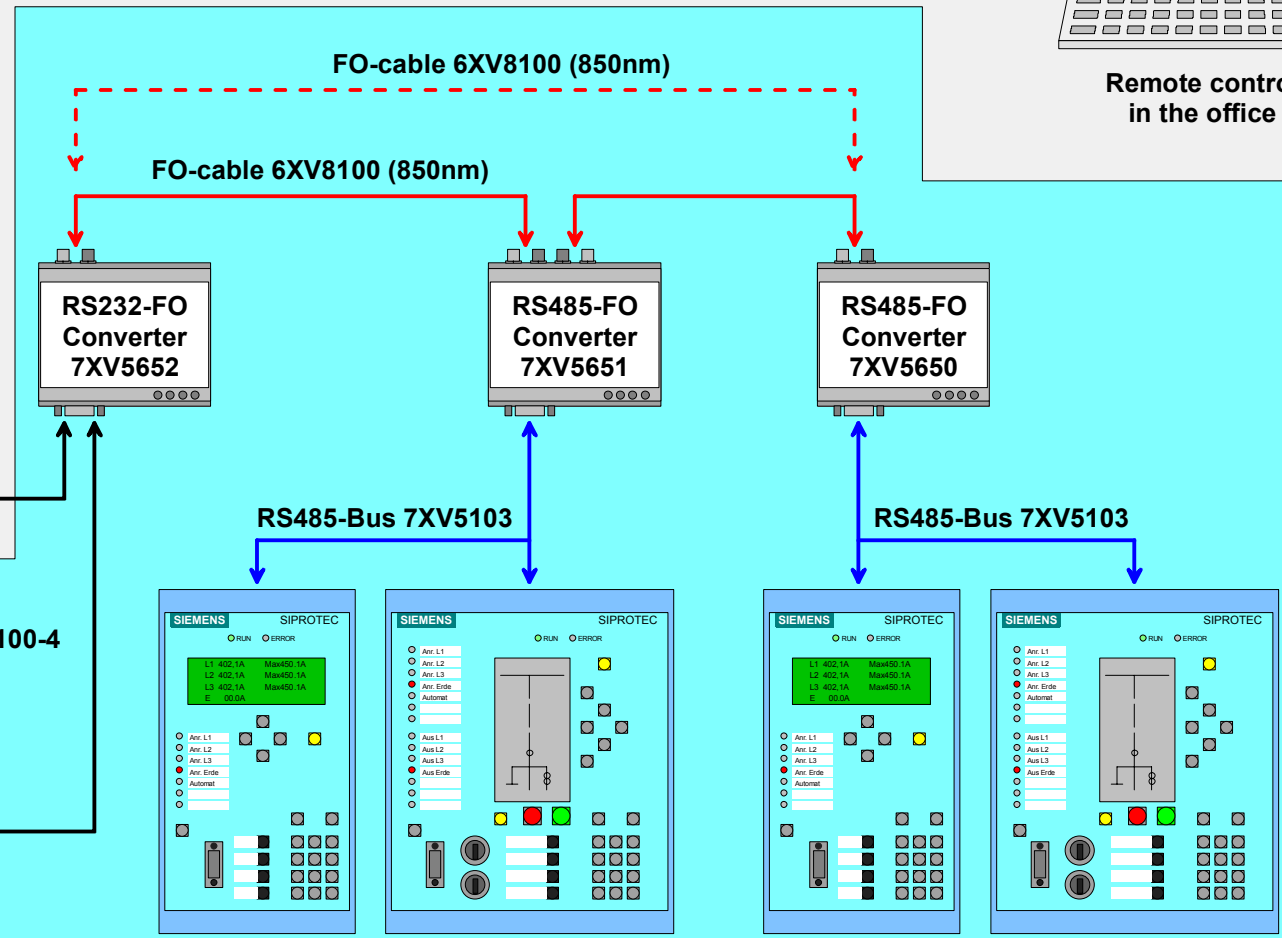 FO-cable 6XV8100 (850nm)
Remote contro
in the office
FO-cable 6XV8100 (850nm)
RS232-FO
Converter
7XV5652
RS485-FO
Converter
7XV5651
RS485-FO
Converter
7XV5650
RS485-Bus 7XV5103
RS485-Bus 7XV5103
100-4
SIEMENS SIPROTEC
RUN ERROR
L1 402,1A Max450.1A
L2 402,1A Max450.1A
L3 402,1A Max450.1A
E 00.0A
Anr. L1
Anr. L2
Anr. L3
Anr. Erde
Automat
SIEMENS SIPROTEC
RUN ERROR
Anr. L1
Anr. L2
Anr. L3
Anr. Erde
Automat
Aus L1
Aus L2
Aus L3
Aus Erde
SIEMENS SIPROTEC
RUN ERROR
L1 402,1A Max450.1A
L2 402,1A Max450.1A
L3 402,1A Max450.1A
E 00.0A
Anr. L1
Anr. L2
Anr. L3
Anr. Erde
Automat
SIEMENS SIPROTEC
RUN ERROR
Anr. L1
Anr. L2
Anr. L3
Anr. Erde
Automat
Aus L1
Aus L2
Aus L3
Aus Erde